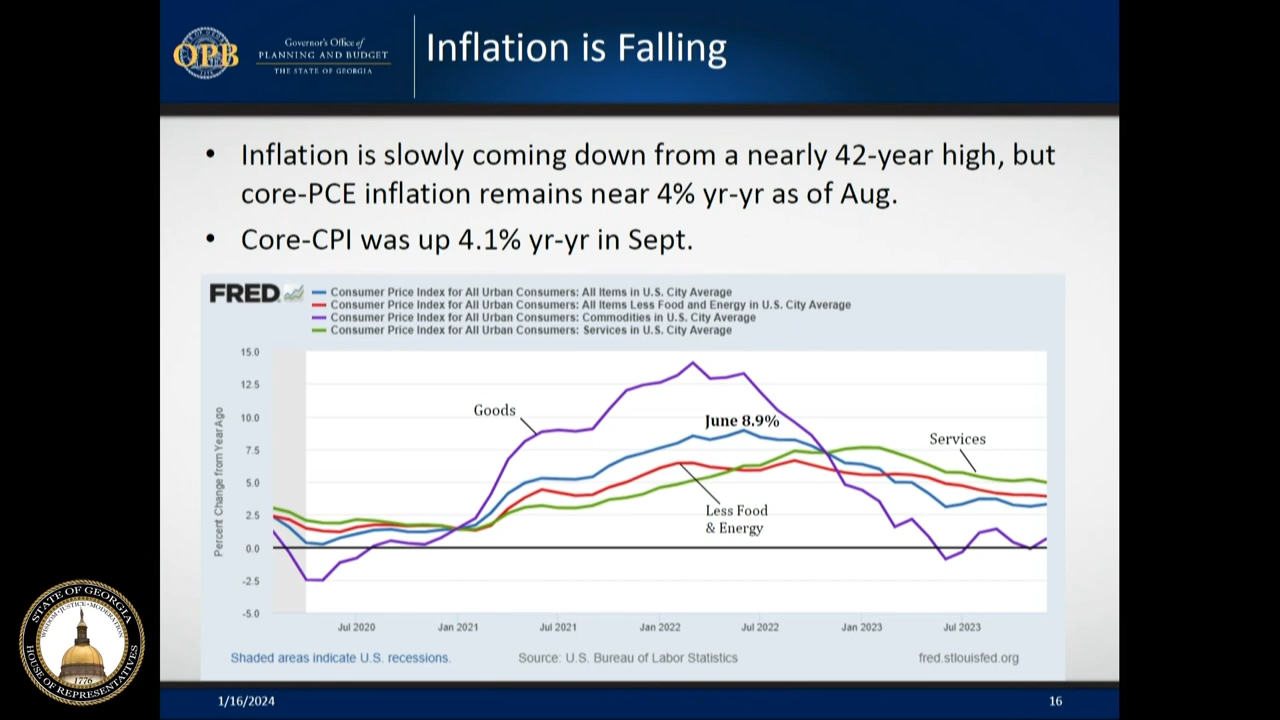 OPB
Governor's Office of
PLANNING AND BUDGET
THE STATE OF GEORGIA
Inflation is Falling
• Inflation is slowly coming down from a nearly 42-year high, but
core-PCE inflation remains near 4% yr-yr as of Aug.
• Core-CPI was up 4.1% yr-yr in Sept.
FRED
Consumer Price Index for All Urban Consumers: All Items in U.S. City Average
Consumer Price Index for All Urban Consumers: All Items Less Food and Energy in U.S. City Average
Consumer Price Index for All Urban Consumers: Commodities in U.S. City Average
Consumer Price Index for All Urban Consumers: Services in U.S. City Average
Percent Change from Year Ago
15.0
12.5
10.0
7.5
5.0
2.5
0.0
-2.5
-5.0
Goods
June 8.9%
Services
Less Food
& Energy
Jul 2020
Jan 2021
Jul 2021
Jan 2022
Jul 2022
Jan 2023
Jul 2023
Shaded areas indicate U.S. recessions.
Source: U.S. Bureau of Labor Statistics
fred.stlouisfed.org
STATE OF GEORGIA
WISDOM • JUSTICE • MODERATION
1776
HOUSE OF REPRESENTATIVES
1/16/2024
16